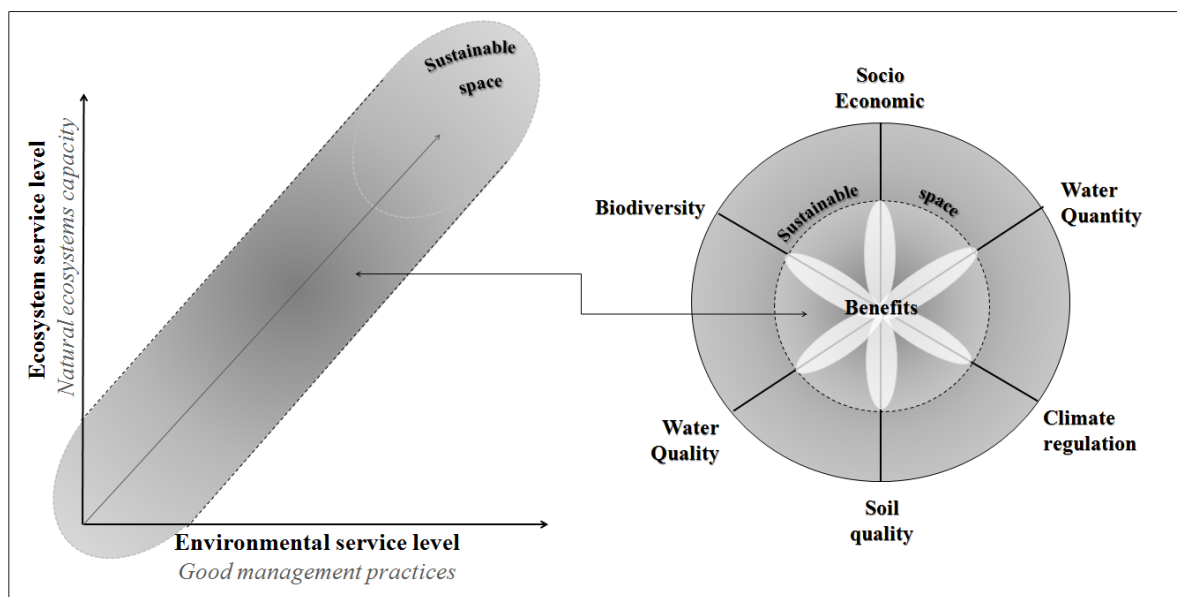 Sustainable
space
Ecosystem service level
Natural ecosystems capacity
Environmental service level
Good management practices
Socio
Economic
Water
Quantity
Biodiversity
Sustainable
space
Benefits
Water
Quality
Climate
regulation
Soil
quality